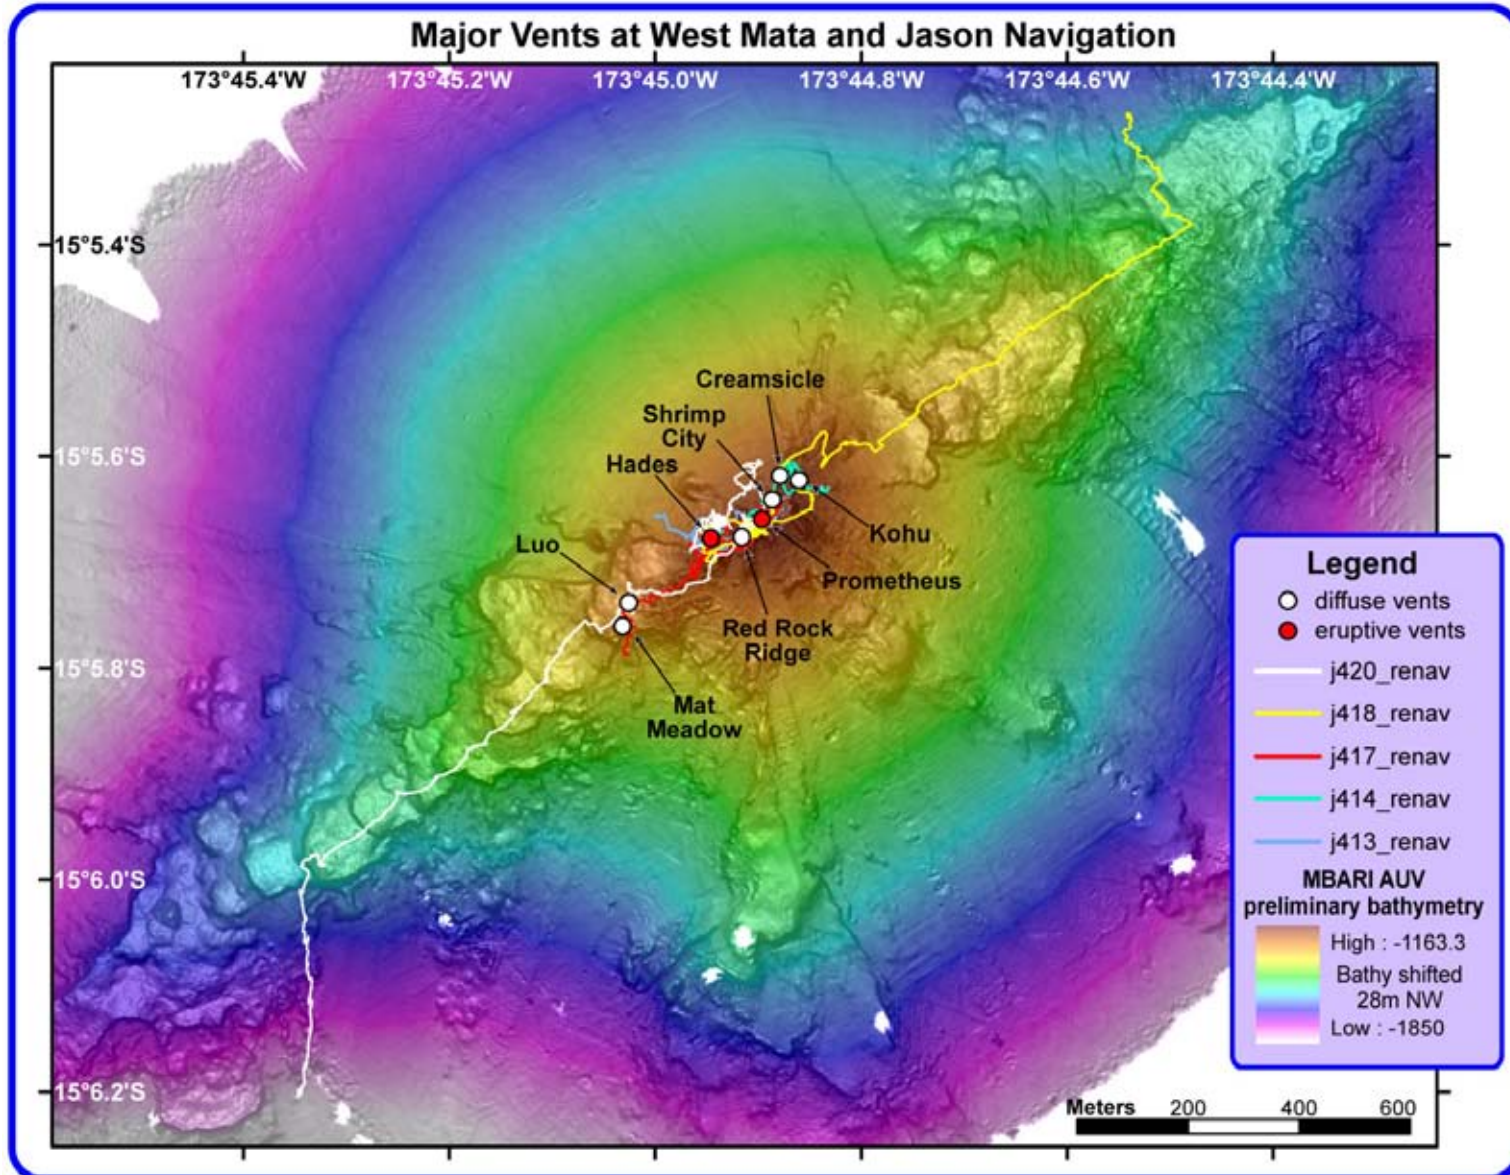 Major Vents at West Mata and Jason Navigation
173°45.4'W
173°45.2'W
173°45.0'W
173°44.8'W
173°44.6'W
173°44.4'W
15°5.4'S
15°5.6'S
15°5.8'S
15°6.0'S
15°6.2'S
Creamsicle
Shrimp
City
Hades
Luo
Kohu
Prometheus
Red Rock
Ridge
Mat
Meadow
Legend
diffuse vents
eruptive vents
j420_renav
j418_renav
j417_renav
j414_renav
j413_renav
MBARI AUV
preliminary bathymetry
High : -1163.3
Bathy shifted
28m NW
Low : -1850
Meters 200 400 600